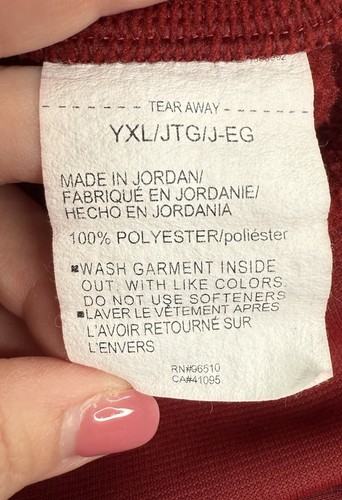 TEAR AWAY
YXL/JTG/J-EG
MADE IN JORDAN/
FABRIQUÉ EN JORDANIE/
HECHO EN JORDANIA
100% POLYESTER/poliéster
WASH GARMENT INSIDE
OUT, WITH LIKE COLORS.
DO NOT USE SOFTENERS
LAVER LE VÊTEMENT APRÈS
L'AVOIR RETOURNÉ SUR
L'ENVERS
RN#96510
CA#41095